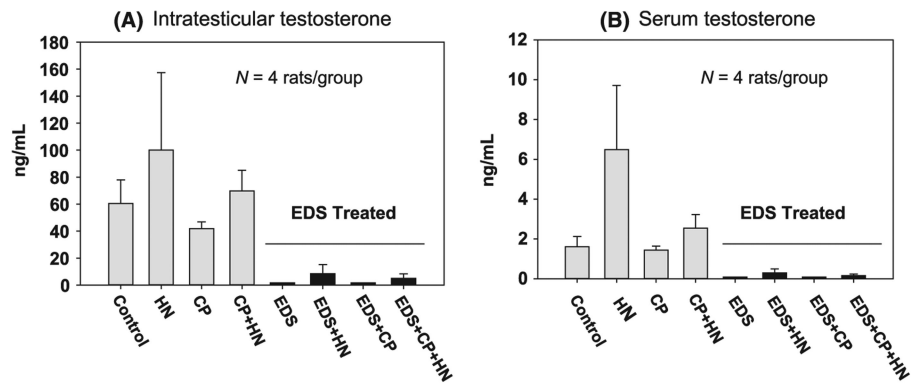 (A) Intratesticular testosterone
180
160
140
120
100
80
60
40
20
0
ng/mL
N = 4 rats/group
EDS Treated
Control
HN
CP
CP+HN
EDS
EDS+HN
EDS+CP
EDS+CP+HN
(B) Serum testosterone
12
10
8
6
4
2
0
ng/mL
N = 4 rats/group
EDS Treated
Control
HN
CP
CP+HN
EDS
EDS+HN
EDS+CP
EDS+CP+HN